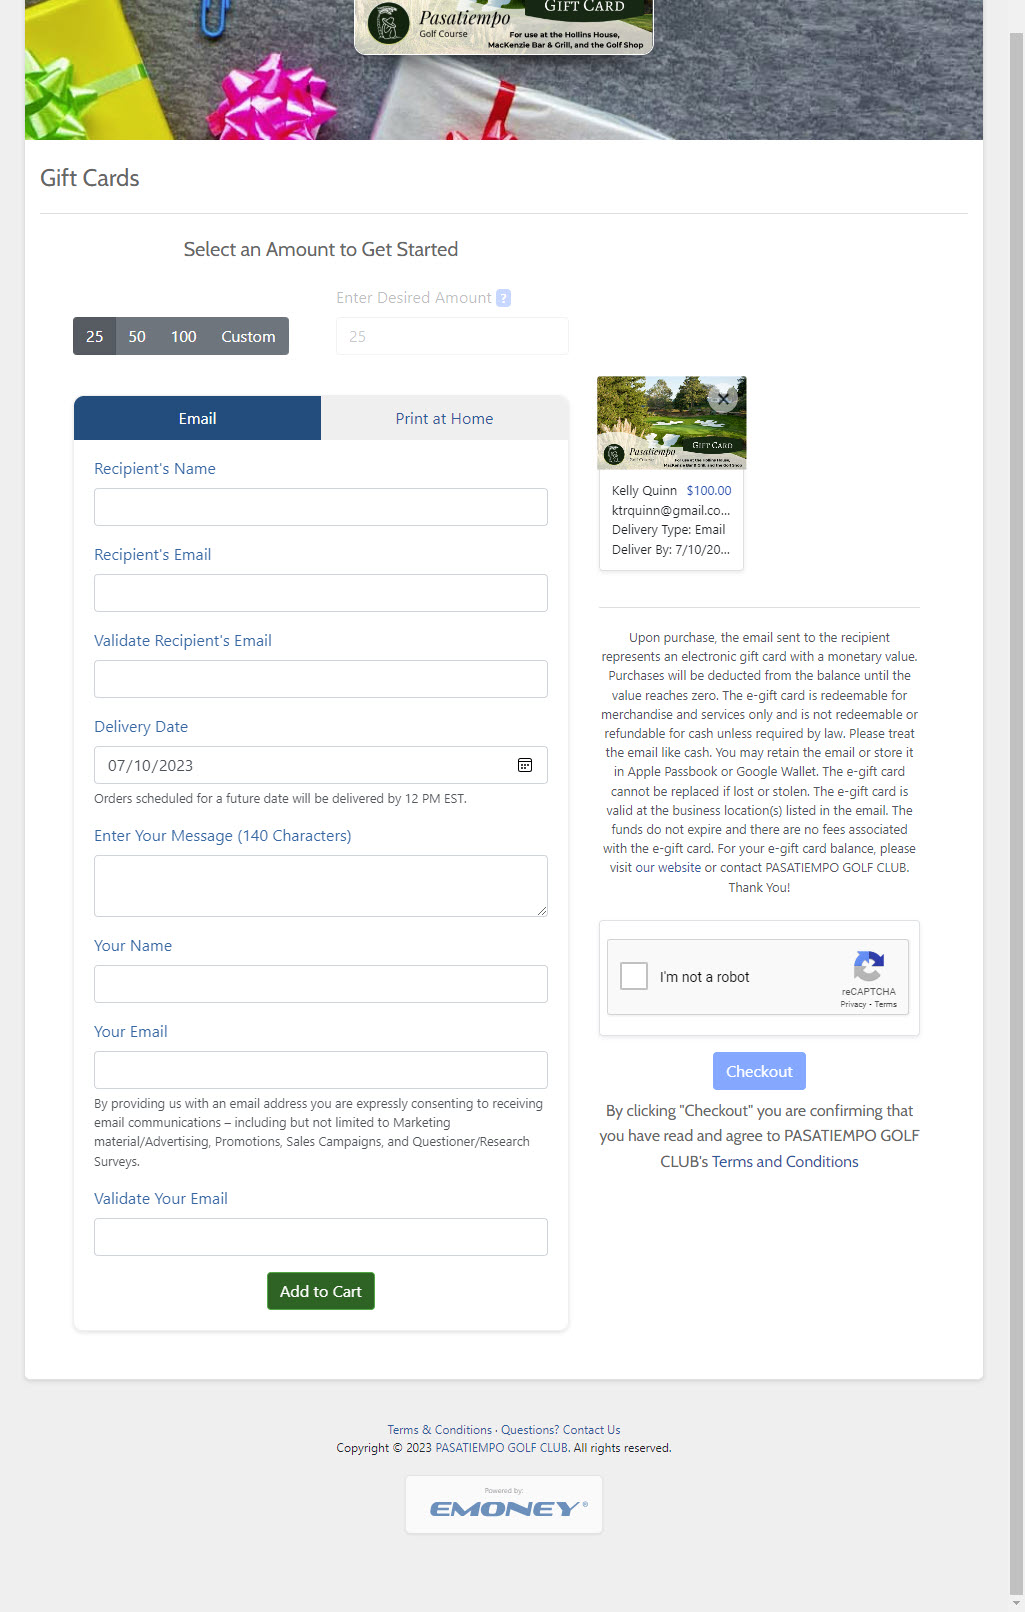 GIFT CARD
Pasatiempo
Golf Course
For use at the Hollins House,
MacKenzie Bar & Grill, and the Golf Shop
Gift Cards
Select an Amount to Get Started
Enter Desired Amount ?
25 50 100 Custom
25
Email
Print at Home
Recipient's Name
Recipient's Email
Validate Recipient's Email
Delivery Date
07/10/2023
Orders scheduled for a future date will be delivered by 12 PM EST.
Enter Your Message (140 Characters)
Your Name
Your Email
By providing us with an email address you are expressly consenting to receiving
email communications – including but not limited to Marketing
material/Advertising, Promotions, Sales Campaigns, and Questioner/Research
Surveys.
Validate Your Email
Add to Cart
GIFT CARD
Pasatiempo
Golf Course
For use at the Hollins House,
MacKenzie Bar & Grill, and the Golf Shop
Kelly Quinn $100.00
ktrquinn@gmail.co...
Delivery Type: Email
Deliver By: 7/10/20...
Upon purchase, the email sent to the recipient
represents an electronic gift card with a monetary value.
Purchases will be deducted from the balance until the
value reaches zero. The e-gift card is redeemable for
merchandise and services only and is not redeemable or
refundable for cash unless required by law. Please treat
the email like cash. You may retain the email or store it
in Apple Passbook or Google Wallet. The e-gift card
cannot be replaced if lost or stolen. The e-gift card is
valid at the business location(s) listed in the email. The
funds do not expire and there are no fees associated
with the e-gift card. For your e-gift card balance, please
visit our website or contact PASATIEMPO GOLF CLUB.
Thank You!
I'm not a robot
reCAPTCHA
Privacy - Terms
Checkout
By clicking "Checkout" you are confirming that
you have read and agree to PASATIEMPO GOLF
CLUB's Terms and Conditions
Terms & Conditions · Questions? Contact Us
Copyright © 2023 PASATIEMPO GOLF CLUB. All rights reserved.
Powered by:
EMONEY®